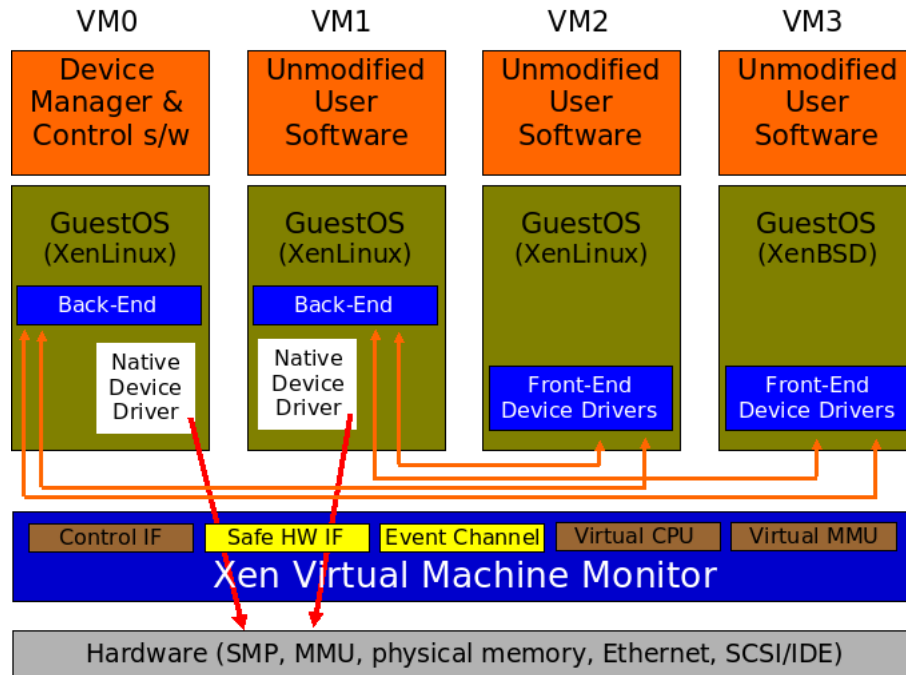 VM0
VM1
VM2
VM3
Device
Manager &
Control s/w
Unmodified
User
Software
Unmodified
User
Software
Unmodified
User
Software
GuestOS
(XenLinux)
Back-End
Native
Device
Driver
GuestOS
(XenLinux)
Back-End
Native
Device
Driver
GuestOS
(XenLinux)
Front-End
Device Drivers
GuestOS
(XenBSD)
Front-End
Device Drivers
Control IF
Safe HW IF
Event Channel
Virtual CPU
Virtual MMU
Xen Virtual Machine Monitor
Hardware (SMP, MMU, physical memory, Ethernet, SCSI/IDE)